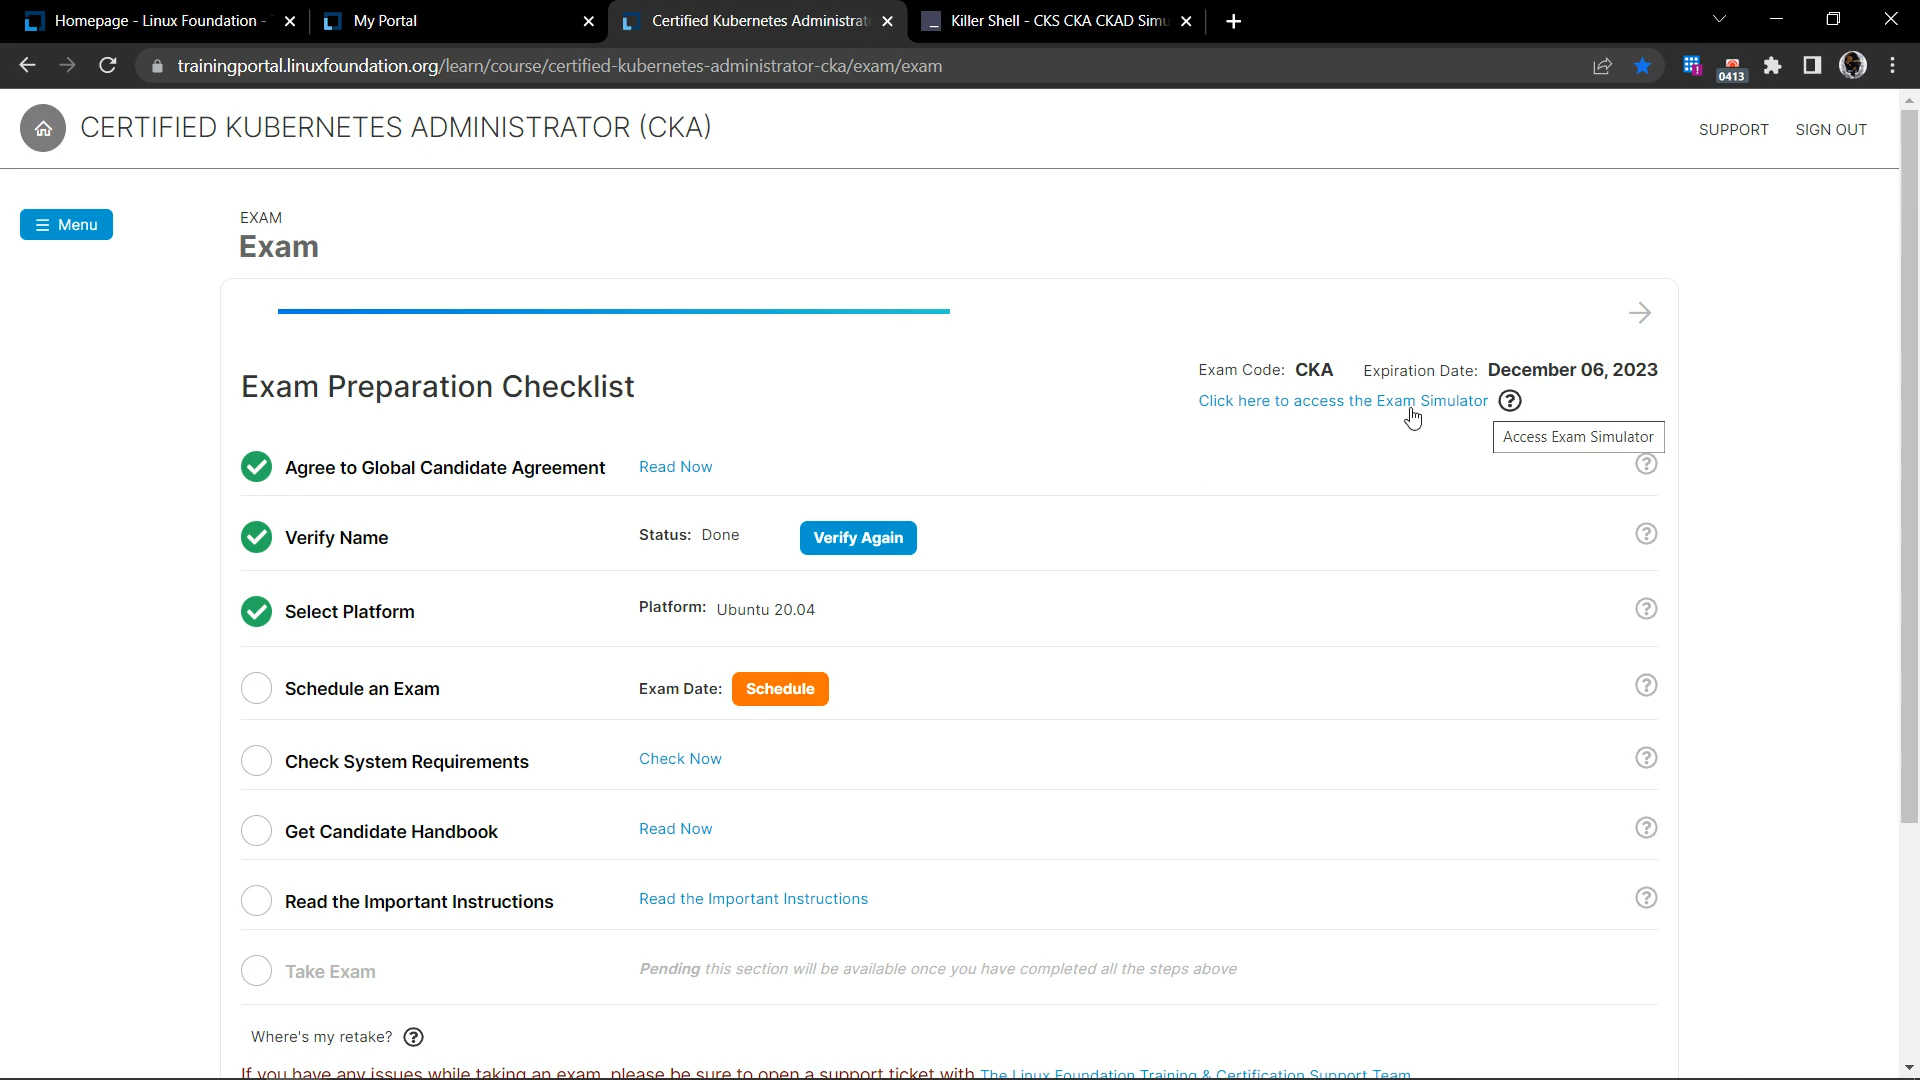 Homepage - Linux Foundation -
My Portal
Certified Kubernetes Administrat
Killer Shell - CKS CKA CKAD Simu
trainingportal.linuxfoundation.org/learn/course/certified-kubernetes-administrator-cka/exam/exam
1
0413
CERTIFIED KUBERNETES ADMINISTRATOR (CKA)
SUPPORT
SIGN OUT
Menu
EXAM
Exam
Exam Code: CKA
Expiration Date: December 06, 2023
Exam Preparation Checklist
Click here to access the Exam Simulator ?
Access Exam Simulator
Agree to Global Candidate Agreement
Read Now
?
Verify Name
Status: Done
Verify Again
?
Select Platform
Platform: Ubuntu 20.04
?
Schedule an Exam
Exam Date:
Schedule
?
Check System Requirements
Check Now
?
Get Candidate Handbook
Read Now
?
Read the Important Instructions
Read the Important Instructions
?
Take Exam
Pending this section will be available once you have completed all the steps above
Where's my retake? ?
If you have any issues while taking an exam, please be sure to open a support ticket with The Linux Foundation Training & Certification Support Team